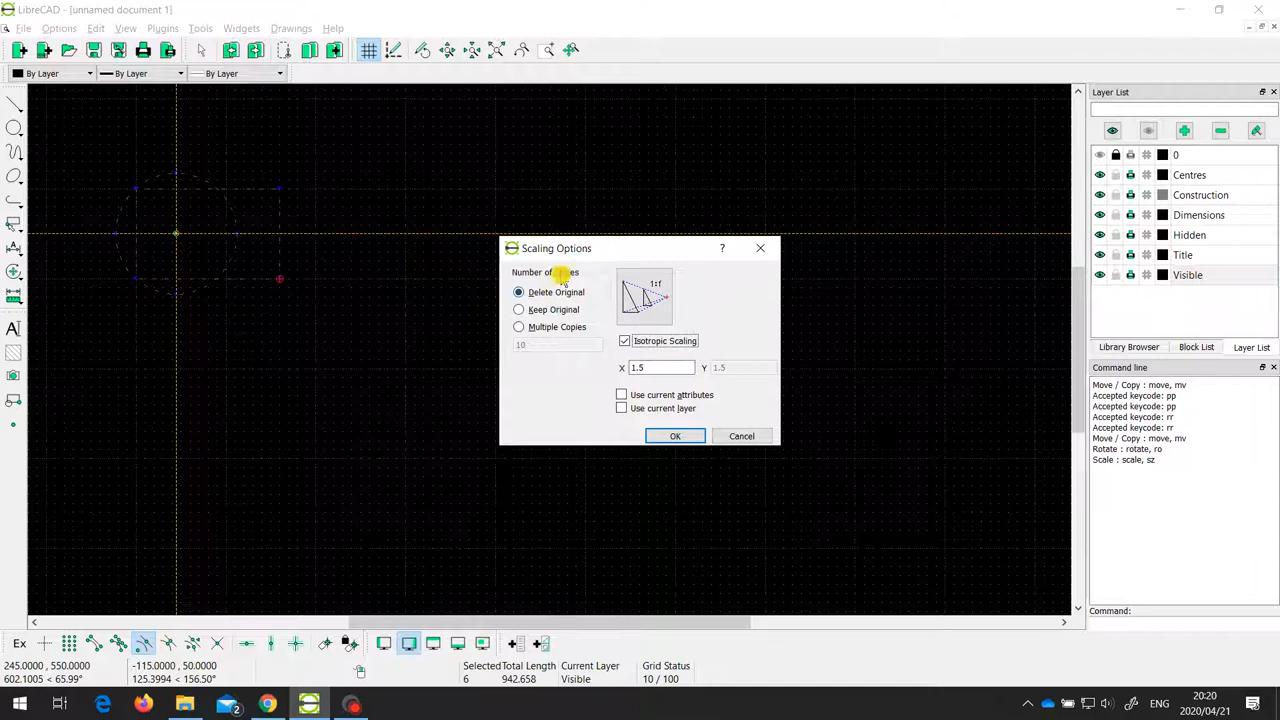 LibreCAD - [unnamed document 1]
File Options Edit View Plugins Tools Widgets Drawings Help
By Layer By Layer By Layer
Layer List
0
Centres
Construction
Dimensions
Hidden
Title
Visible
Library Browser Block List Layer List
Command line
Move / Copy : move, mv
Accepted keycode: pp
Accepted keycode: pp
Accepted keycode: rr
Accepted keycode: rr
Move / Copy : move, mv
Rotate : rotate, ro
Scale : scale, sz
Command:
Scaling Options ?
Number of
Delete Original
Keep Original
Multiple Copies
10
1:f
Isotropic Scaling
X 1.5 Y 1.5
Use current attributes
Use current layer
OK Cancel
Ex
245.0000 , 550.0000
602.1005 < 65.99°
-115.0000 , 50.0000
125.3994 < 156.50°
Selected Total Length
6 942.658
Current Layer
Visible
Grid Status
10 / 100
2
ENG
20:20
2020/04/21